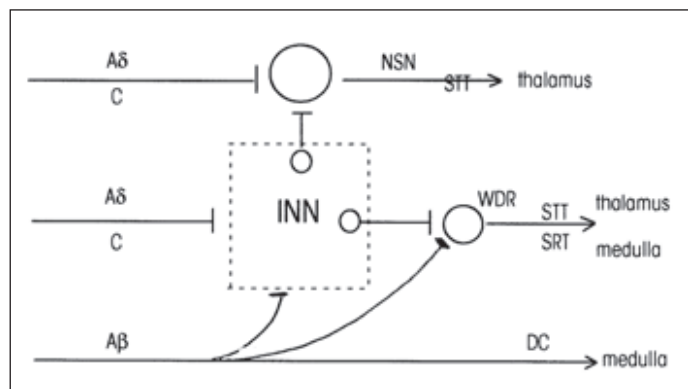 Aδ
C
NSN
STT
thalamus
Aδ
C
INN
WDR
STT
SRT
thalamus
medulla
Aβ
DC
medulla